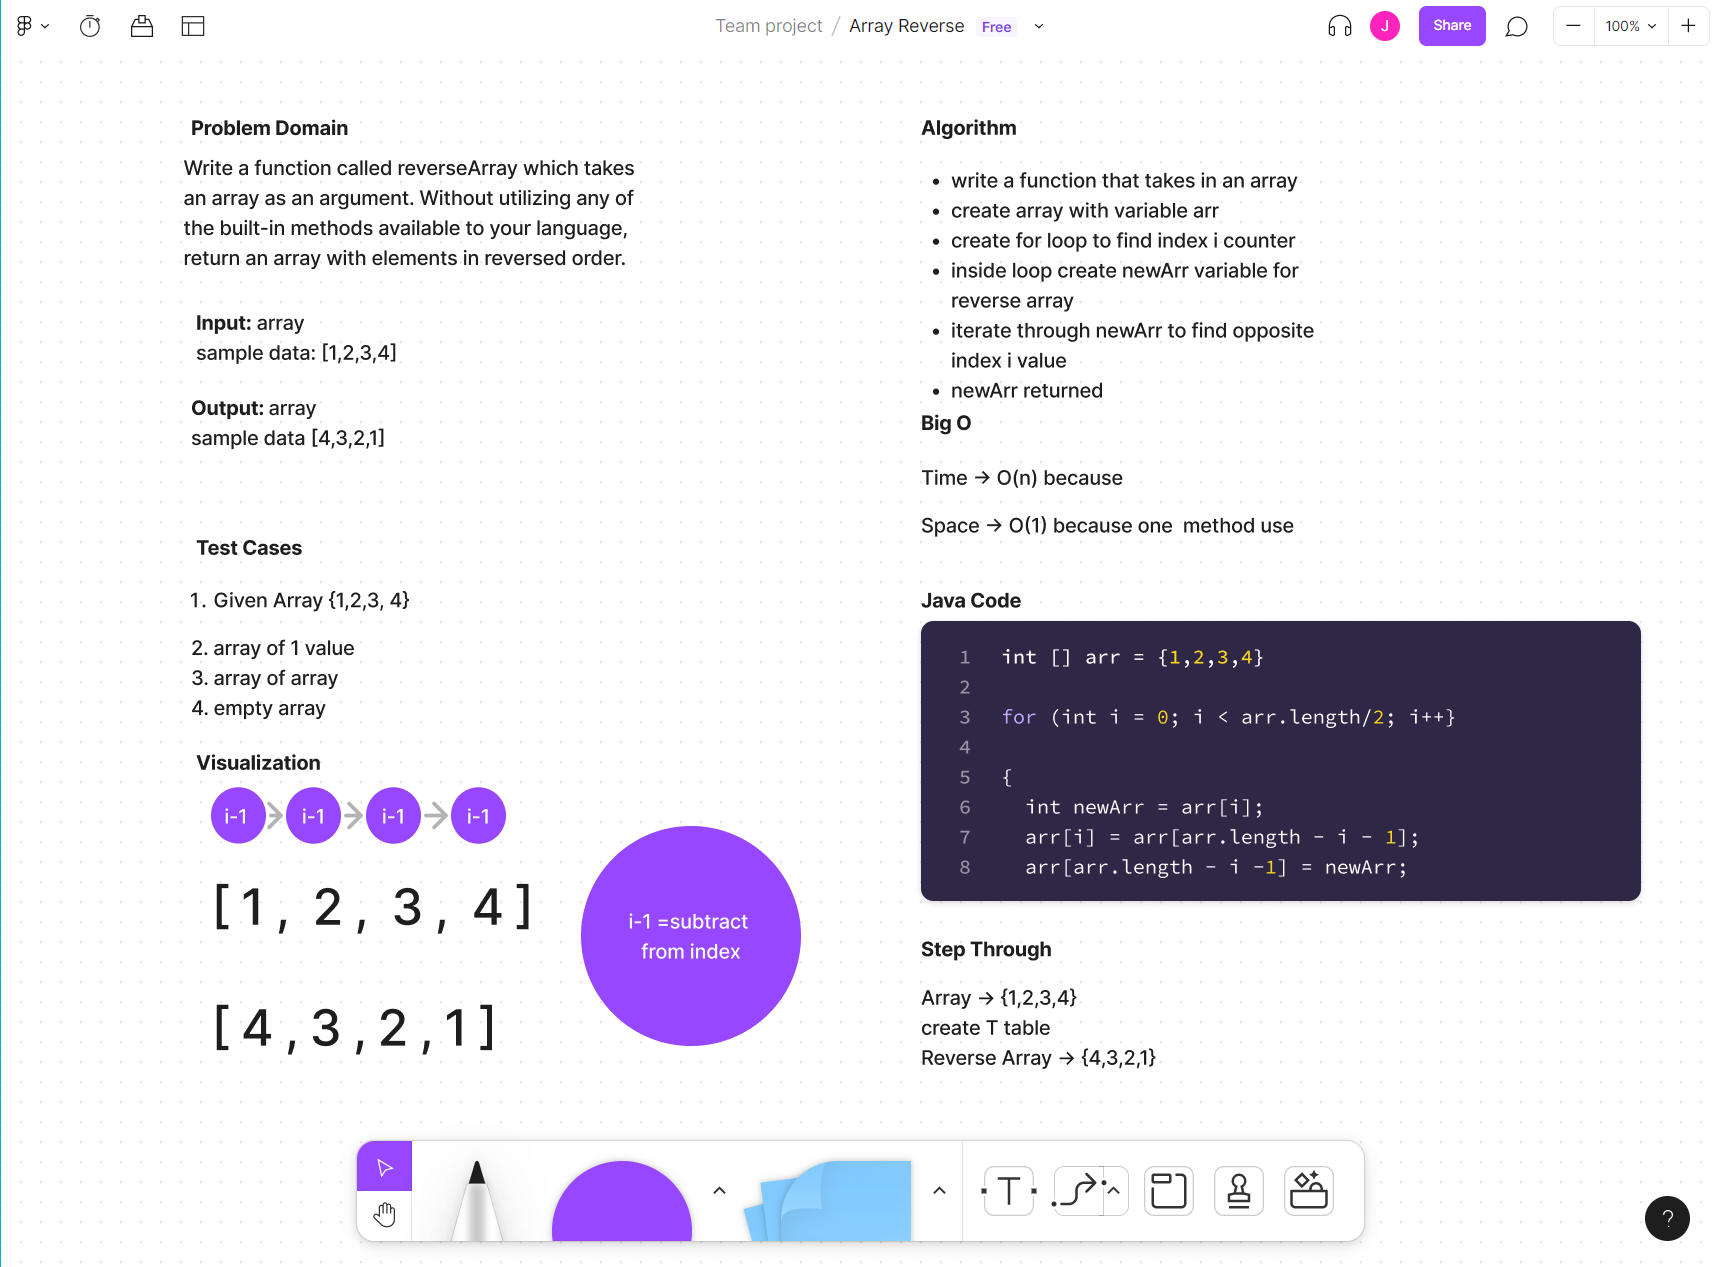 Team project / Array Reverse Free
J
Share
100%
Problem Domain
Write a function called reverseArray which takes
an array as an argument. Without utilizing any of
the built-in methods available to your language,
return an array with elements in reversed order.
Input: array
sample data: [1,2,3,4]
Output: array
sample data [4,3,2,1]
Test Cases
1. Given Array {1,2,3, 4}
2. array of 1 value
3. array of array
4. empty array
Visualization
i-1 i-1 i-1 i-1
[ 1 , 2 , 3 , 4 ]
i-1 =subtract
from index
[ 4 , 3 , 2 , 1 ]
Algorithm
• write a function that takes in an array
• create array with variable arr
• create for loop to find index i counter
• inside loop create newArr variable for
reverse array
• iterate through newArr to find opposite
index i value
• newArr returned
Big O
Time → O(n) because
Space → O(1) because one  method use
Java Code
1 int [] arr = {1,2,3,4}
2
3 for (int i = 0; i < arr.length/2; i++}
4
5 {
6   int newArr = arr[i];
7   arr[i] = arr[arr.length - i - 1];
8   arr[arr.length - i -1] = newArr;
Step Through
Array → {1,2,3,4}
create T table
Reverse Array → {4,3,2,1}
T
?